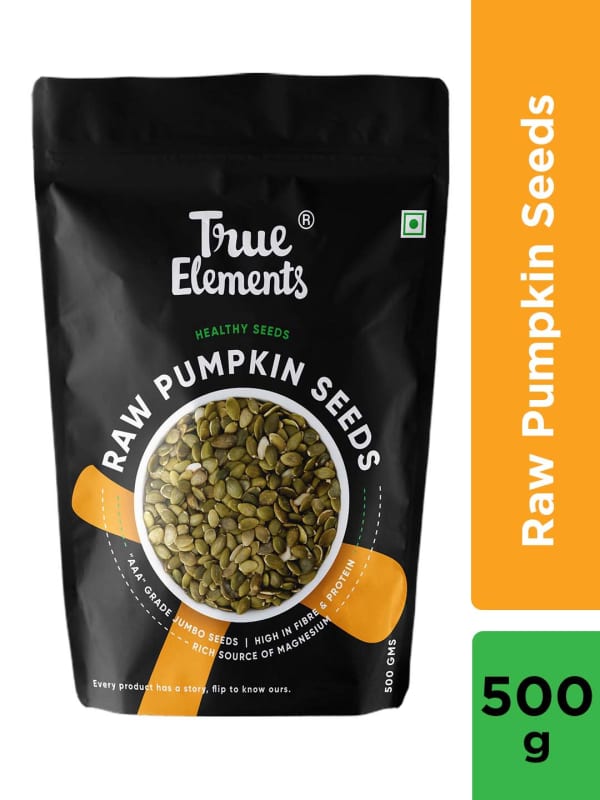 True ®
Elements
HEALTHY SEEDS
RAW PUMPKIN SEEDS
"AAA" GRADE JUMBO SEEDS | HIGH IN FIBRE & PROTEIN
RICH SOURCE OF MAGNESIUM
Every product has a story, flip to know ours.
500 GMS
Raw Pumpkin Seeds
500
g